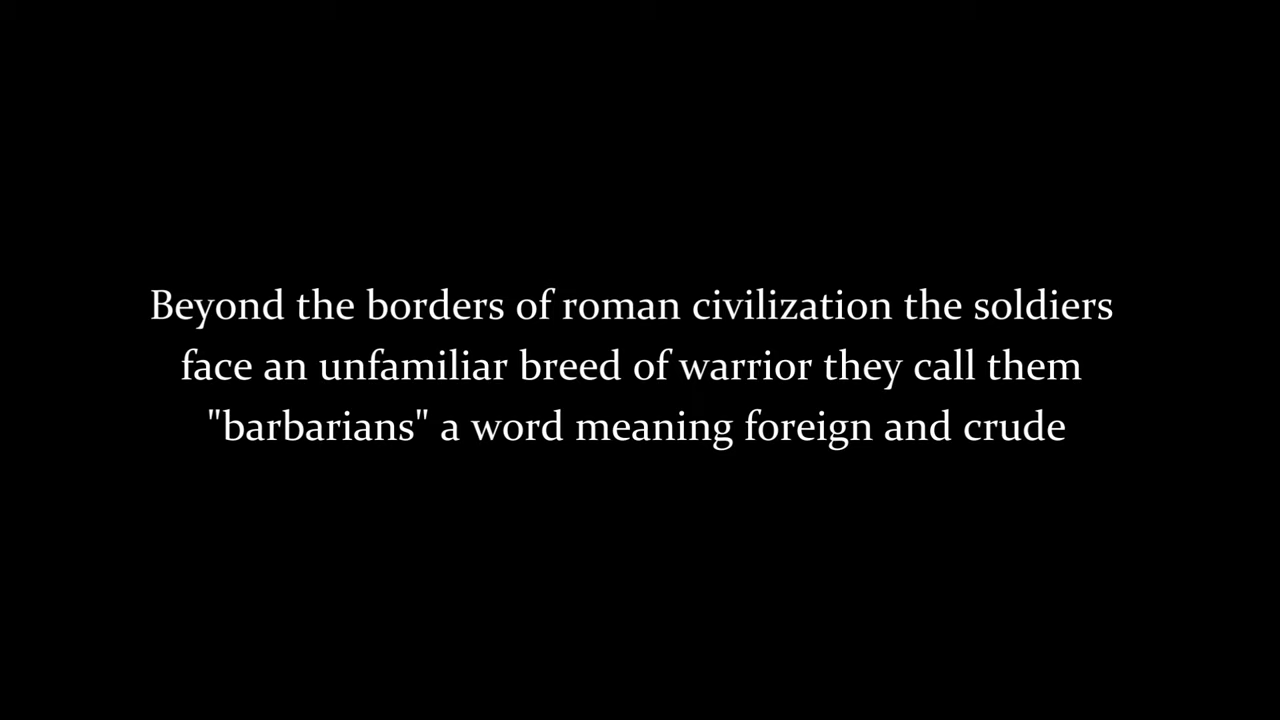 Beyond the borders of roman civilization the soldiers
face an unfamiliar breed of warrior they call them
"barbarians" a word meaning foreign and crude